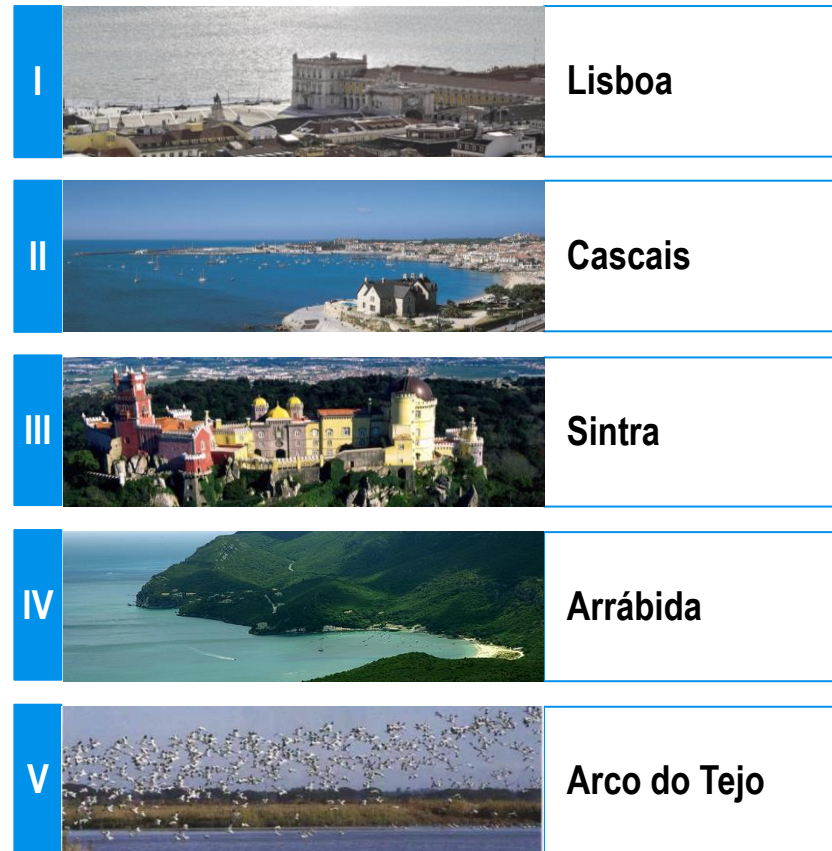 I
Lisboa
II
Cascais
III
Sintra
IV
Arrábida
V
Arco do Tejo